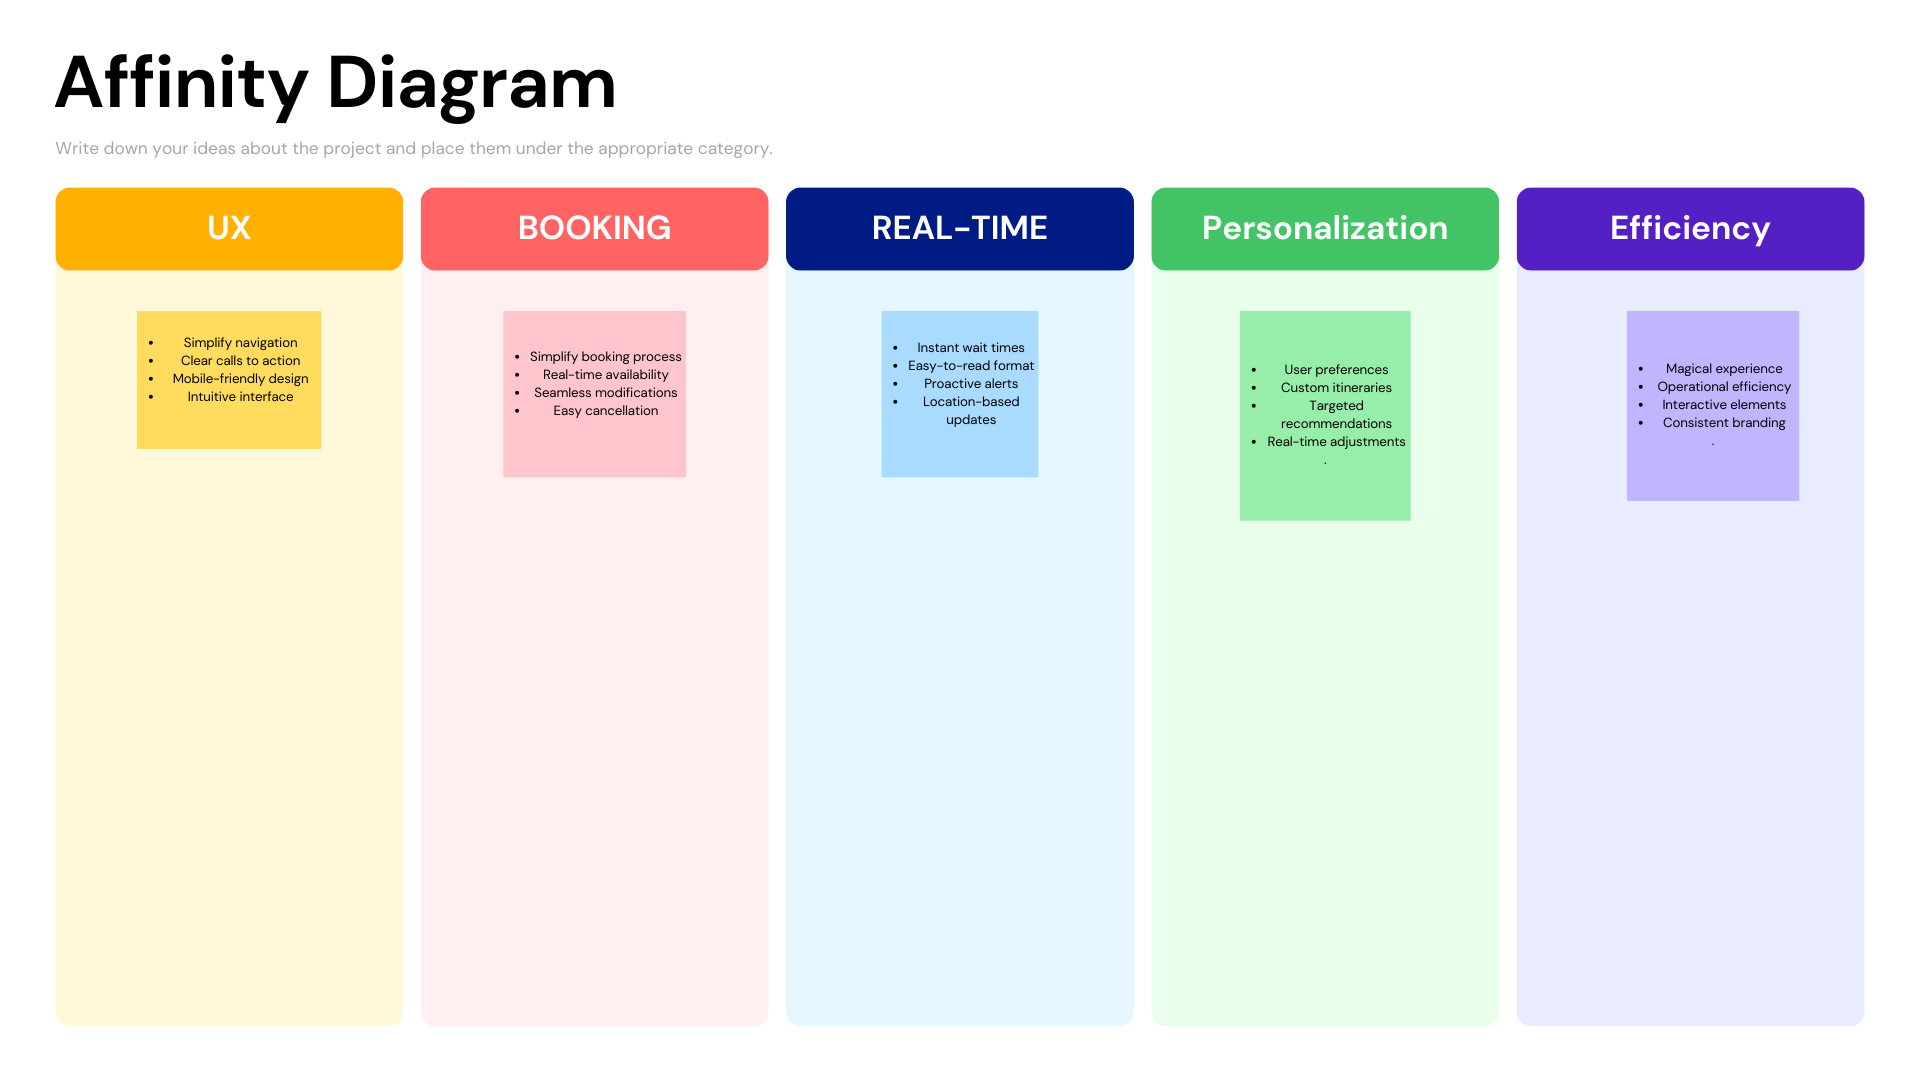 Affinity Diagram
Write down your ideas about the project and place them under the appropriate category.
UX
• Simplify navigation
• Clear calls to action
• Mobile-friendly design
• Intuitive interface
BOOKING
• Simplify booking process
• Real-time availability
• Seamless modifications
• Easy cancellation
REAL-TIME
• Instant wait times
• Easy-to-read format
• Proactive alerts
• Location-based
updates
Personalization
• User preferences
• Custom itineraries
• Targeted
recommendations
• Real-time adjustments
.
Efficiency
• Magical experience
• Operational efficiency
• Interactive elements
• Consistent branding
.